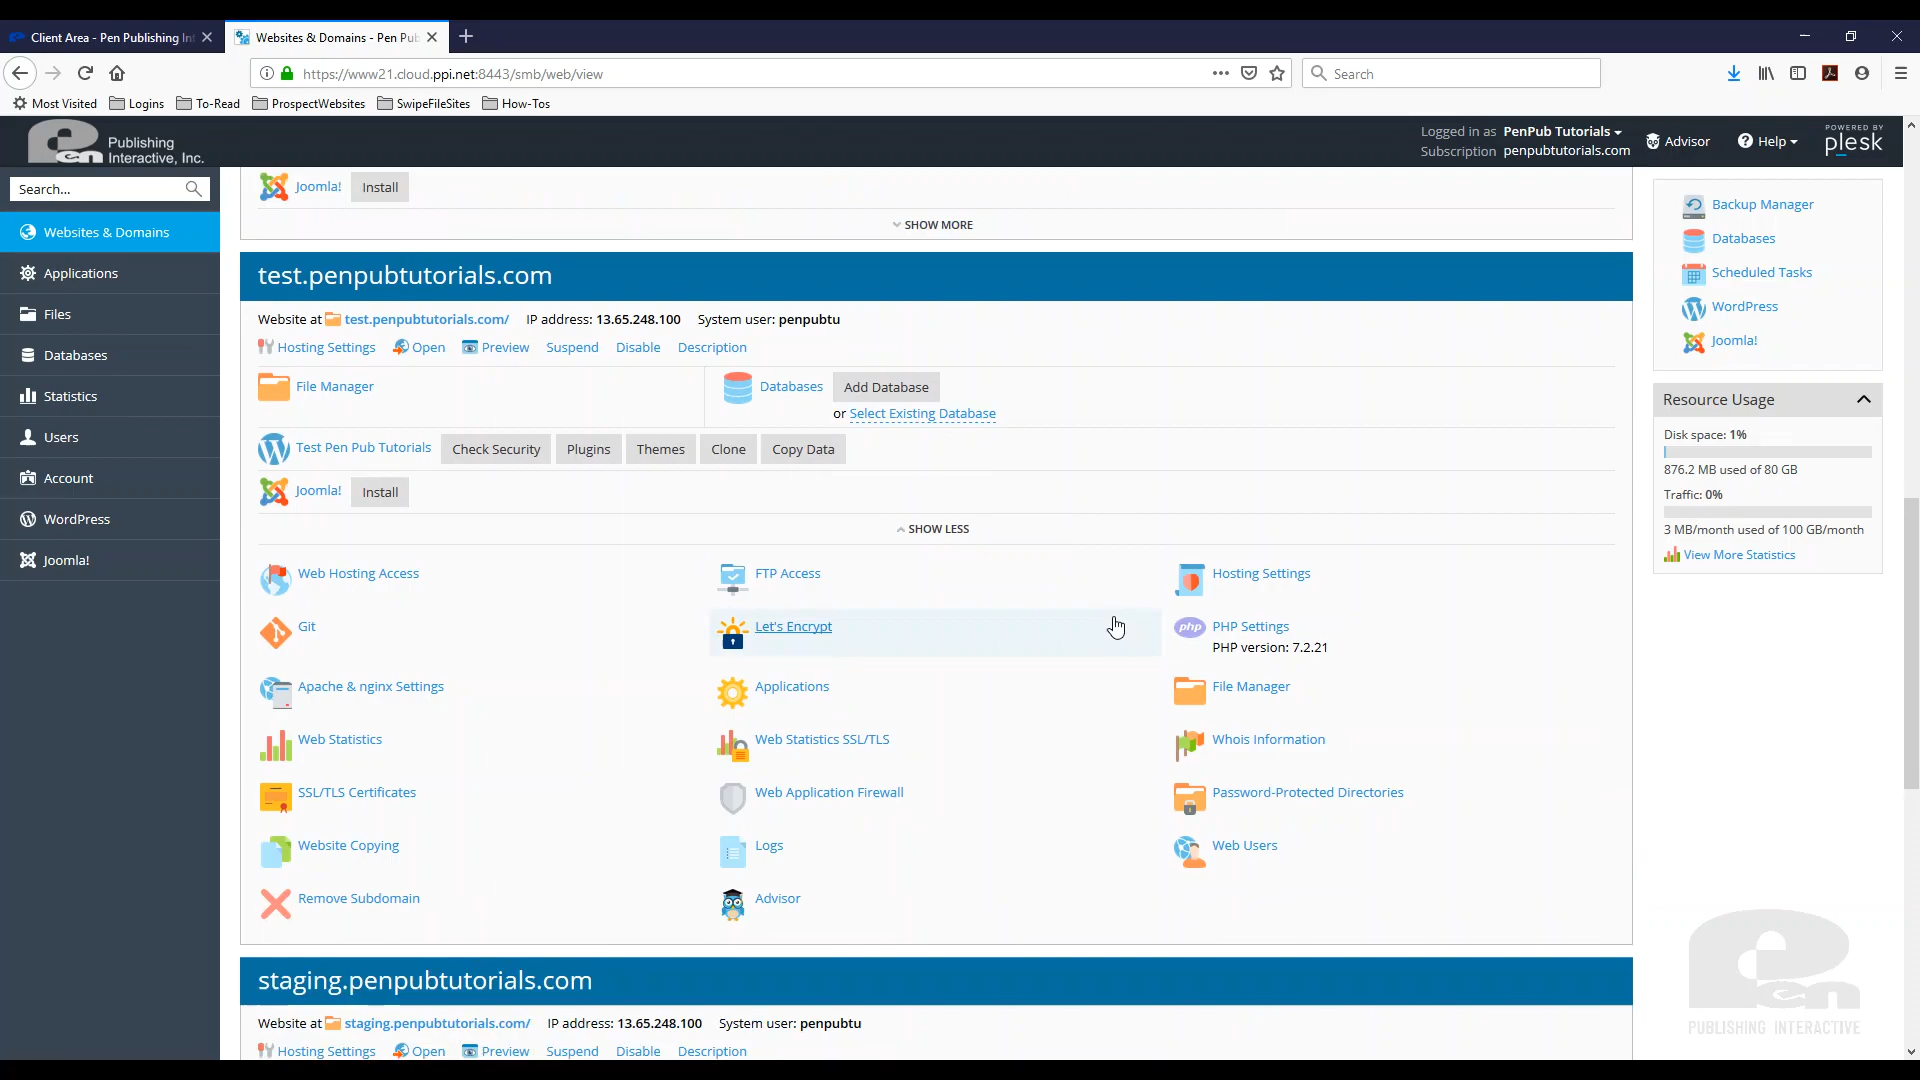 Client Area - Pen Publishing Int
Websites & Domains - Pen Pub
https://www21.cloud.ppi.net:8443/smb/web/view
Search
Most Visited
Logins
To-Read
ProspectWebsites
SwipeFileSites
How-Tos
Pen Publishing
Interactive, Inc.
Logged in as PenPub Tutorials
Subscription penpubtutorials.com
Advisor
Help
POWERED BY
plesk
Search...
Websites & Domains
Applications
Files
Databases
Statistics
Users
Account
WordPress
Joomla!
Joomla! Install
SHOW MORE
test.penpubtutorials.com
Website at test.penpubtutorials.com/ IP address: 13.65.248.100 System user: penpubtu
Hosting Settings Open Preview Suspend Disable Description
File Manager
Databases Add Database
or Select Existing Database
Test Pen Pub Tutorials Check Security Plugins Themes Clone Copy Data
Joomla! Install
SHOW LESS
Web Hosting Access FTP Access Hosting Settings
Git Let's Encrypt PHP Settings
PHP version: 7.2.21
php
Apache & nginx Settings Applications File Manager
Web Statistics Web Statistics SSL/TLS Whois Information
SSL/TLS Certificates Web Application Firewall Password-Protected Directories
Website Copying Logs Web Users
Remove Subdomain Advisor
staging.penpubtutorials.com
Website at staging.penpubtutorials.com/ IP address: 13.65.248.100 System user: penpubtu
Hosting Settings Open Preview Suspend Disable Description
Backup Manager
Databases
Scheduled Tasks
WordPress
Joomla!
Resource Usage
Disk space: 1%
876.2 MB used of 80 GB
Traffic: 0%
3 MB/month used of 100 GB/month
View More Statistics
Pen
PUBLISHING INTERACTIVE